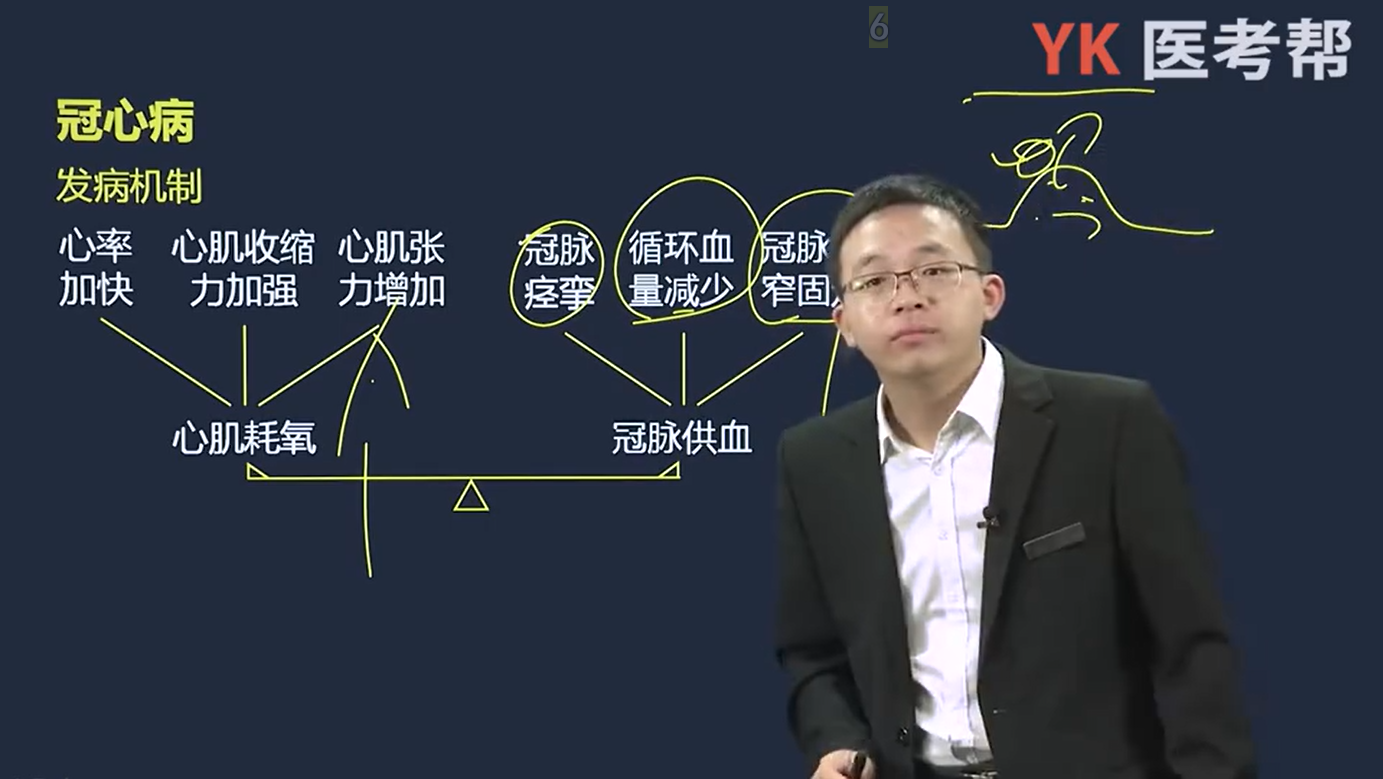 6
YK 医考帮
冠心病
发病机制
心率
加快
心肌收缩
力加强
心肌张
力增加
冠脉
痉挛
循环血
量减少
冠脉
窄固
心肌耗氧
冠脉供血